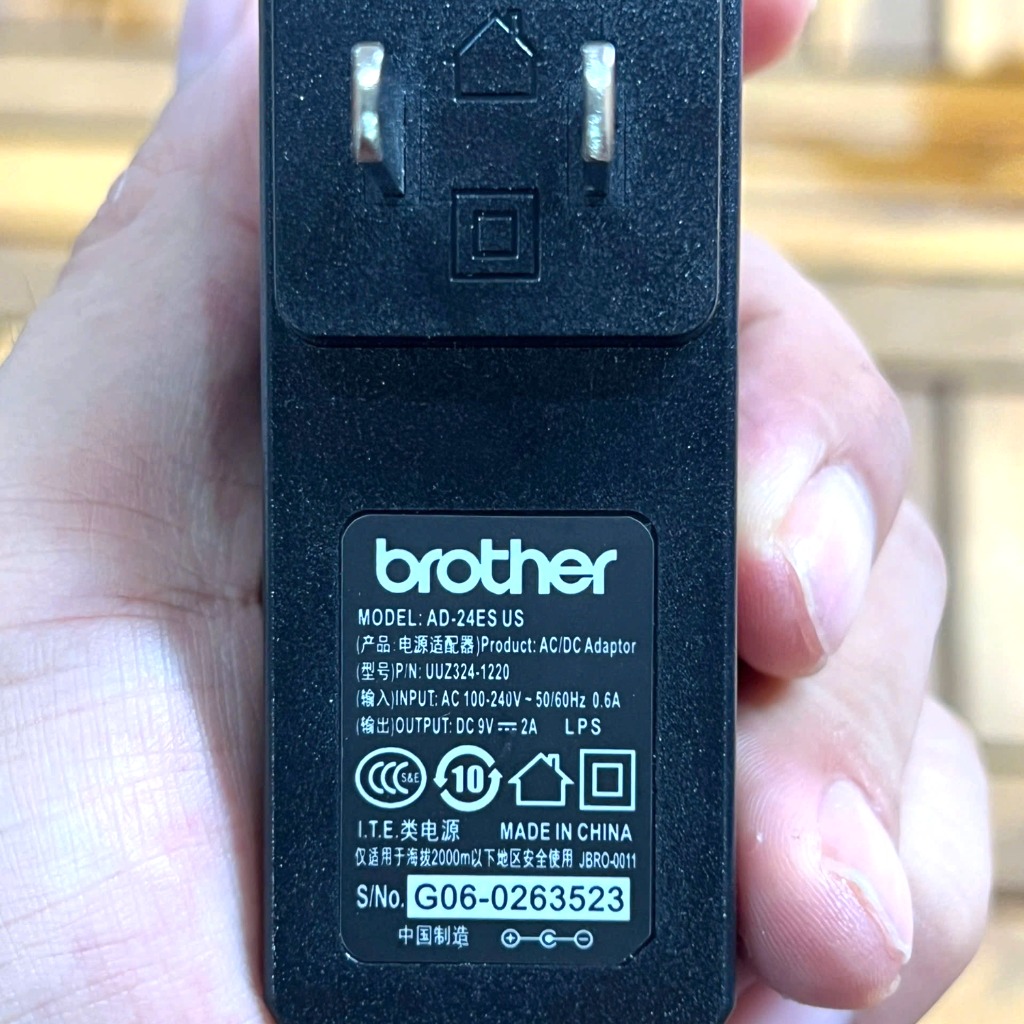 brother
MODEL: AD-24ES US
(产品: 电源适配器)Product: AC/DC Adaptor
(型号)P/N: UUZ324-1220
(输入)INPUT: AC 100-240V ~ 50/60Hz 0.6A
(输出)OUTPUT: DC 9V ⎓ 2A LPS
CCC S&E 10
I.T.E.类电源 MADE IN CHINA
仅适用于海拔2000m以下地区安全使用 JBRO-0011
S/No. G06-0263523
中国制造